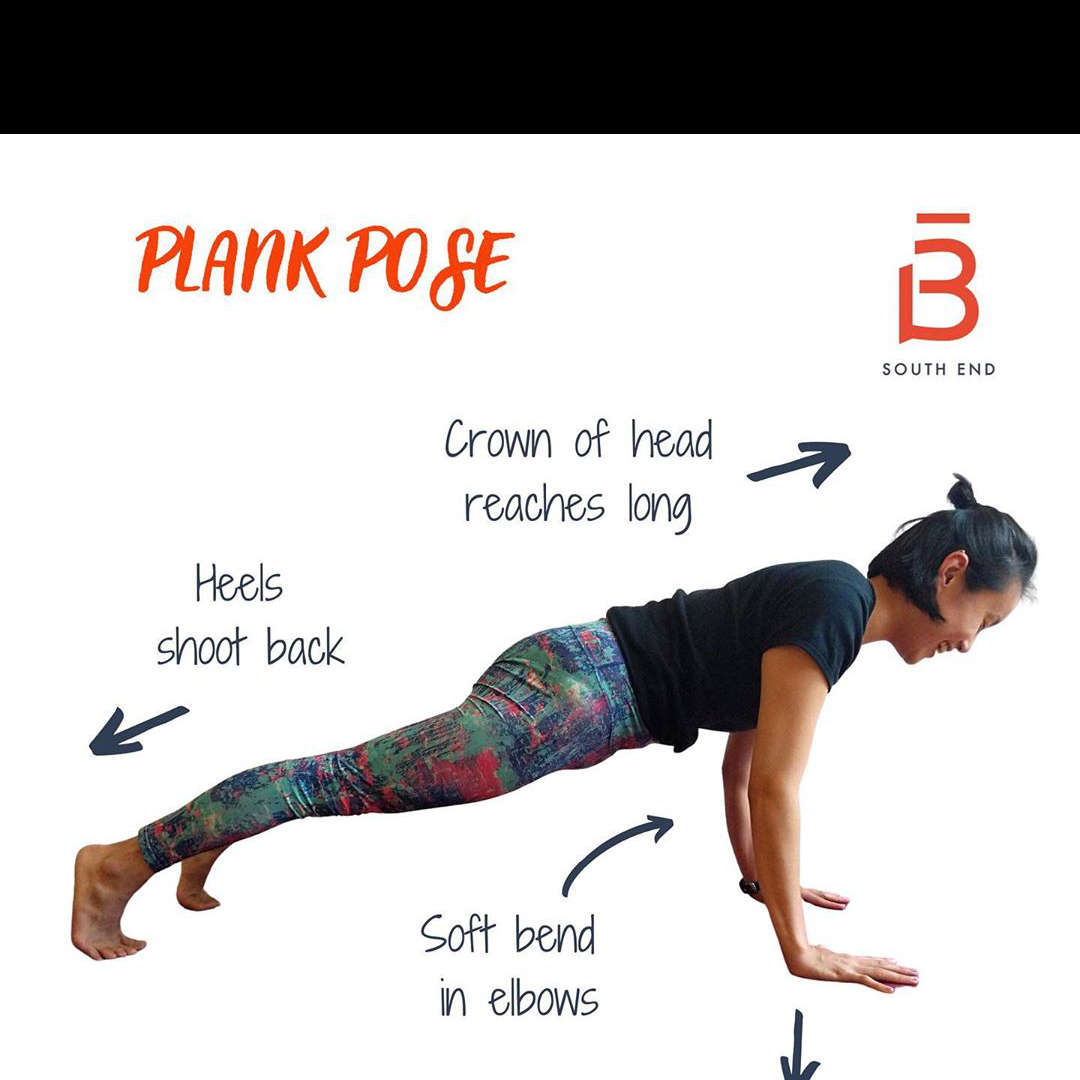 PLANK POSE
B
SOUTH END
Crown of head
reaches long
Heels
shoot back
Soft bend
in elbows